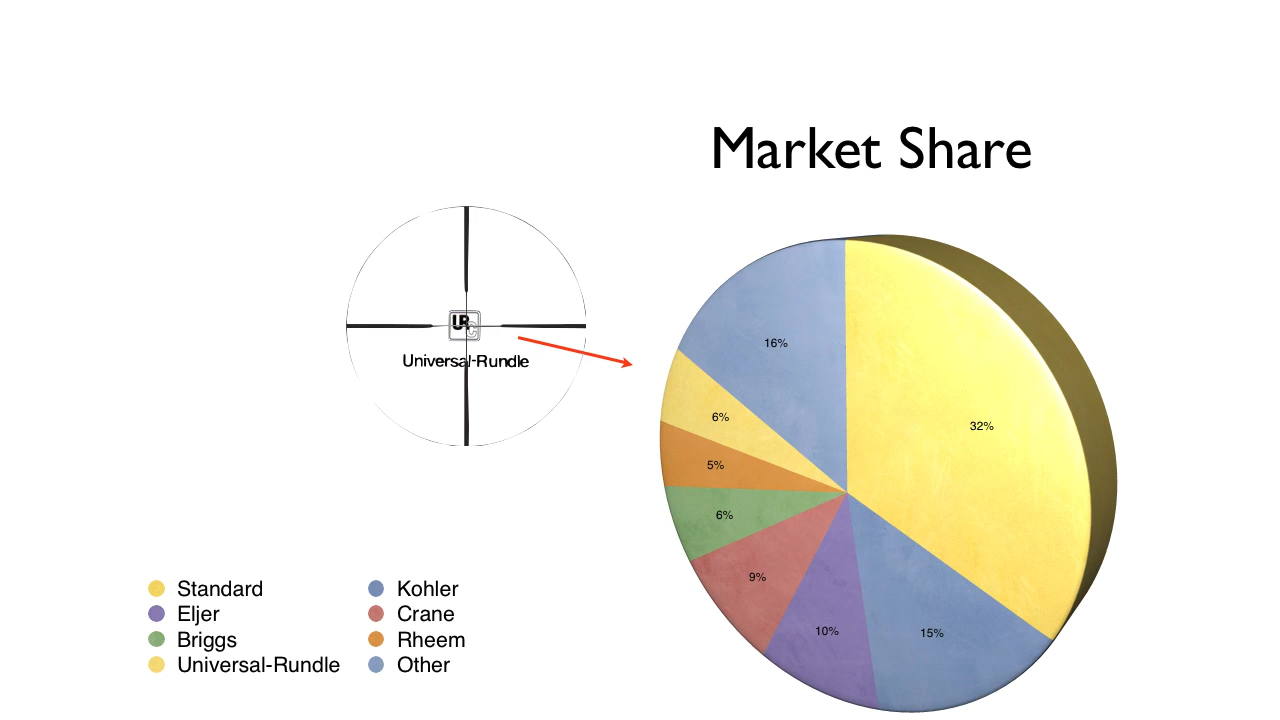 Market Share
UR
Universal-Rundle
16%
32%
6%
5%
6%
9%
10%
15%
Standard
Kohler
Eljer
Crane
Briggs
Rheem
Universal-Rundle
Other